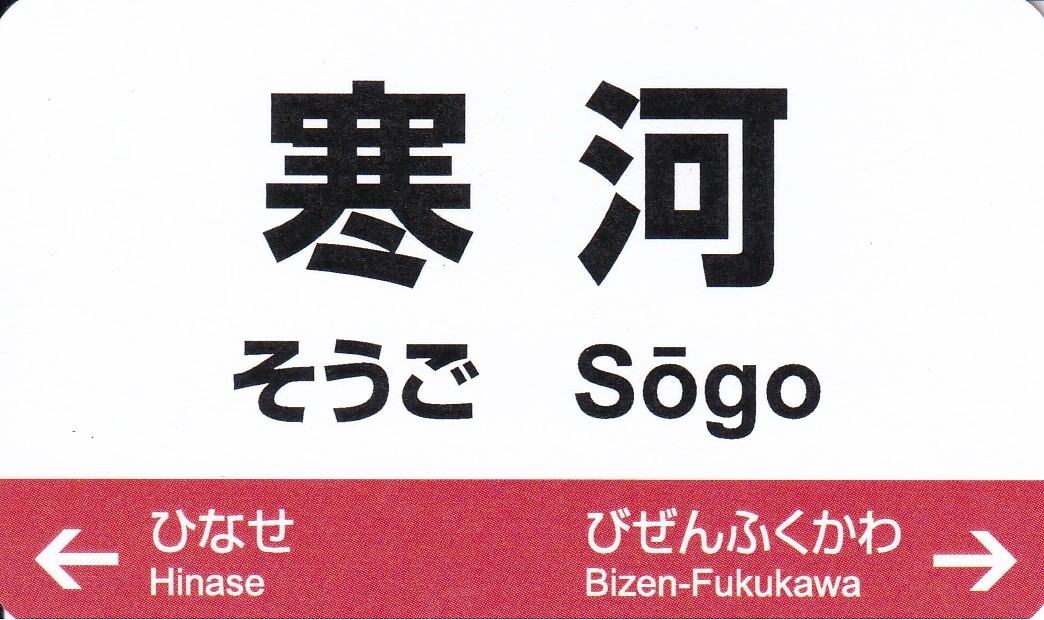 寒河
そうご Sōgo
← ひなせ びぜんふくかわ →
Hinase Bizen-Fukukawa